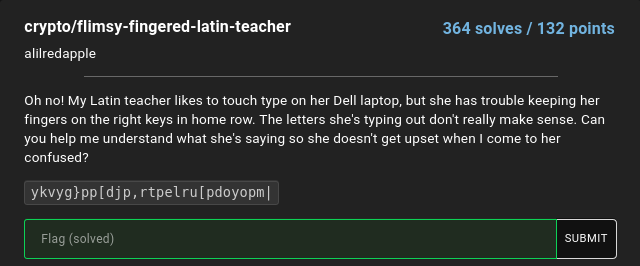 crypto/flimsy-fingered-latin-teacher
364 solves / 132 points
alilredapple
Oh no! My Latin teacher likes to touch type on her Dell laptop, but she has trouble keeping her
fingers on the right keys in home row. The letters she's typing out don't really make sense. Can
you help me understand what she's saying so she doesn't get upset when I come to her
confused?
ykvyg}pp[djp,rtpelru[pdoyopm|
Flag (solved)
SUBMIT